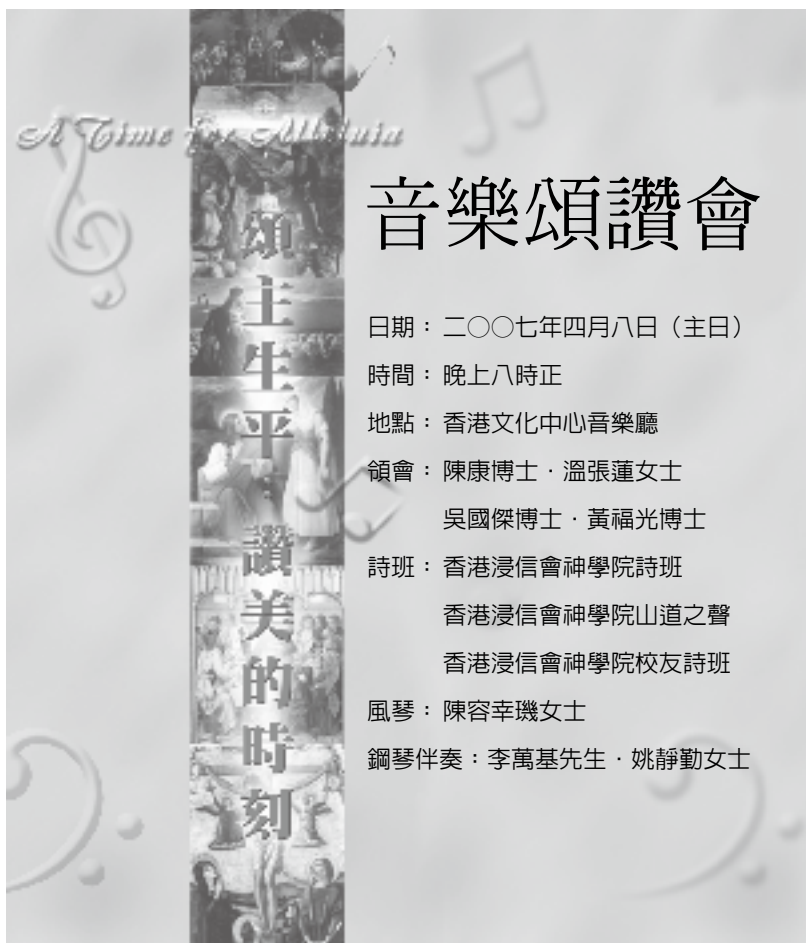 A Time for Alleluia
頌主生平：讚美的時刻
音樂頌讚會
日期：二○○七年四月八日（主日）
時間：晚上八時正
地點：香港文化中心音樂廳
領會：陳康博士．溫張蓮女士
吳國傑博士．黃福光博士
詩班：香港浸信會神學院詩班
香港浸信會神學院山道之聲
香港浸信會神學院校友詩班
風琴：陳容幸璣女士
鋼琴伴奏：李萬基先生．姚靜勤女士